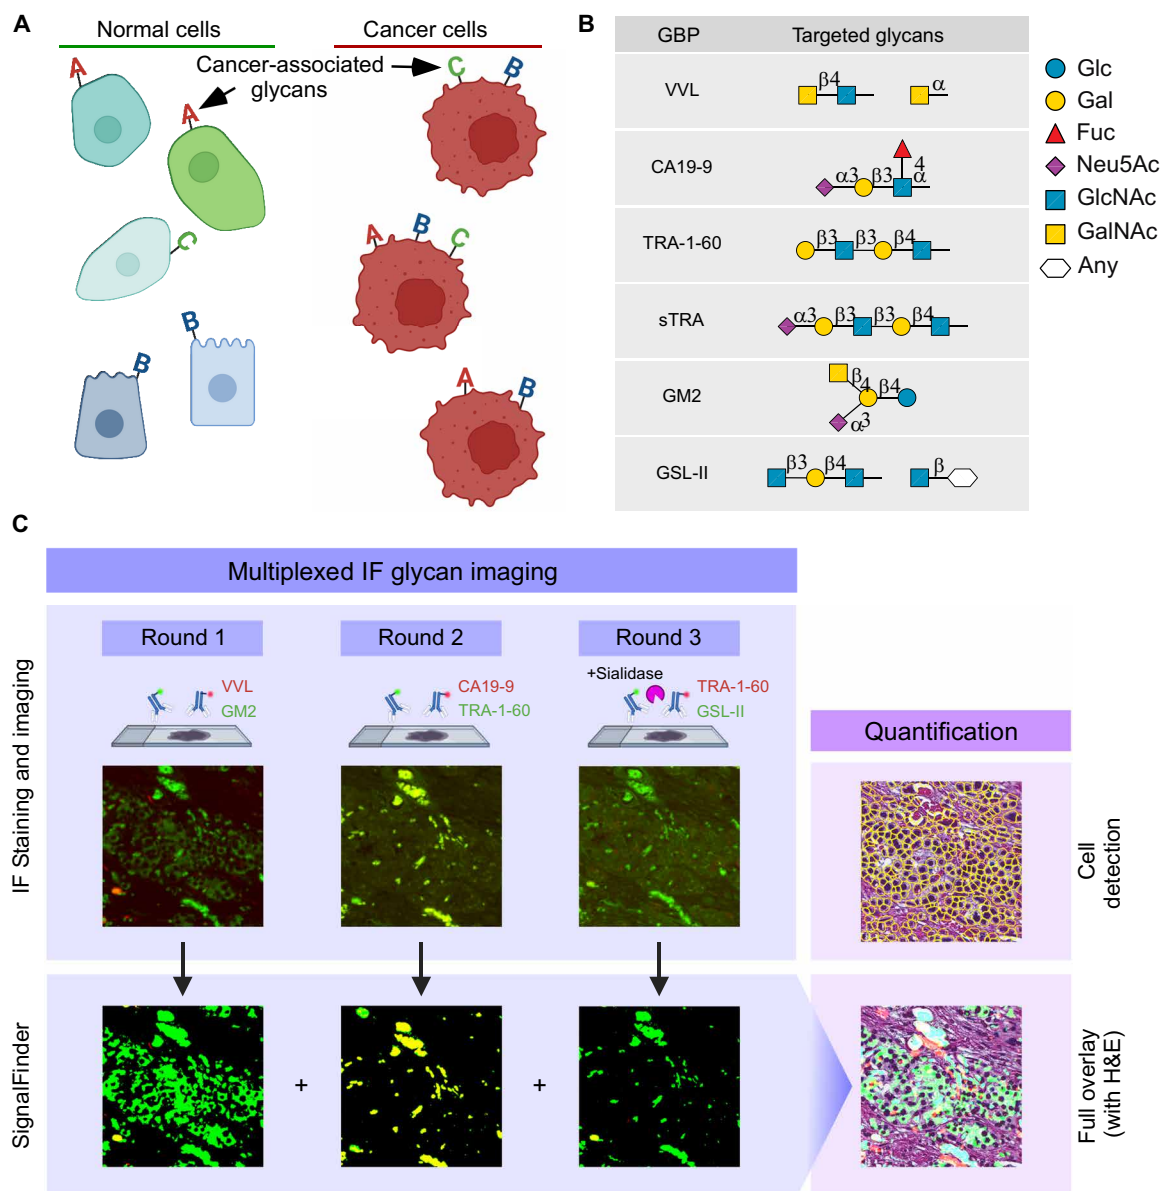 A
Normal cells
Cancer cells
Cancer-associated
glycans
A
A
C
B
B
C
B
A
B
C
A
B
B
GBP
Targeted glycans
VVL
β4
α
CA19-9
α3
β3
4
α
TRA-1-60
β3
β3
β4
sTRA
α3
β3
β3
β4
GM2
β4
β4
α3
GSL-II
β3
β4
β
Glc
Gal
Fuc
Neu5Ac
GlcNAc
GalNAc
Any
C
Multiplexed IF glycan imaging
IF Staining and imaging
Round 1
VVL
GM2
Round 2
CA19-9
TRA-1-60
Round 3
+Sialidase
TRA-1-60
GSL-II
Quantification
Cell
detection
SignalFinder
+
+
Full overlay
(with H&E)